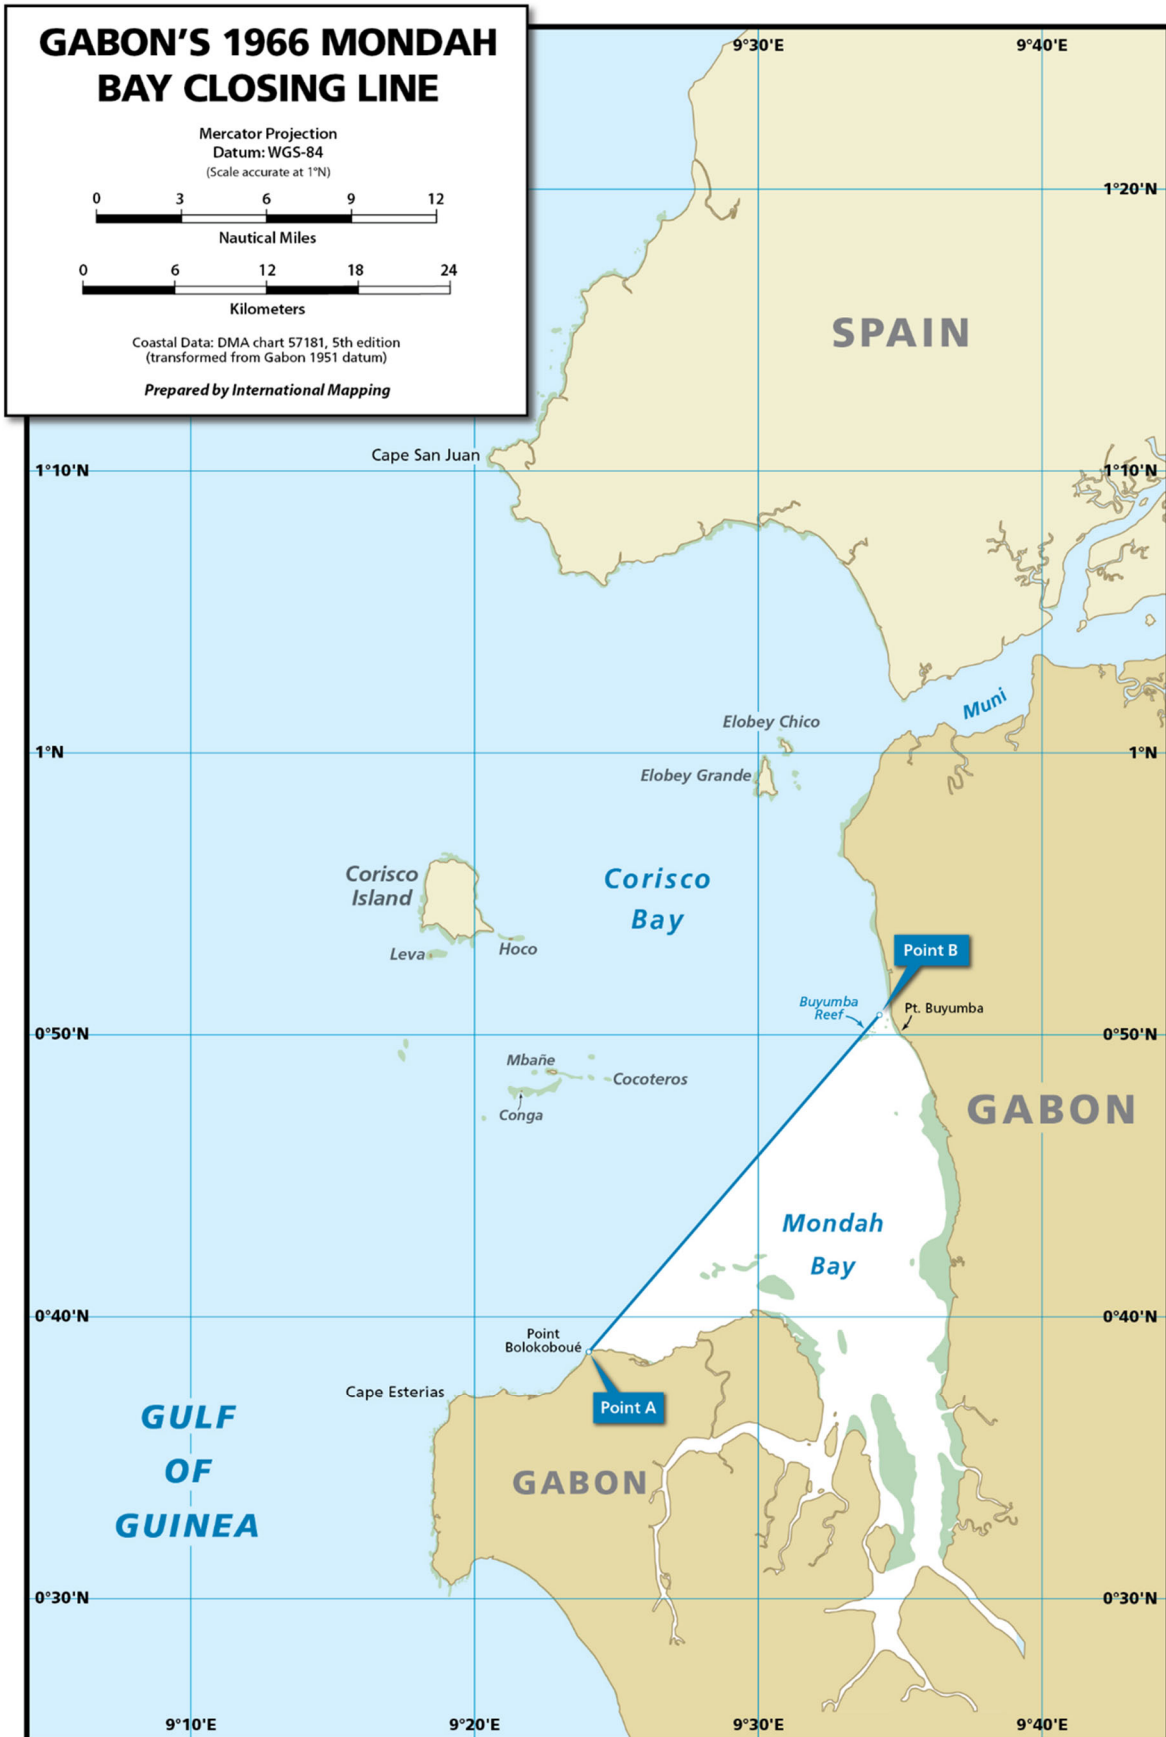 GABON'S 1966 MONDAH
BAY CLOSING LINE
Mercator Projection
Datum: WGS-84
(Scale accurate at 1°N)
0 3 6 9 12
Nautical Miles
0 6 12 18 24
Kilometers
Coastal Data: DMA chart 57181, 5th edition
(transformed from Gabon 1951 datum)
Prepared by International Mapping
9°30'E 9°40'E
1°20'N
SPAIN
Cape San Juan
1°10'N 1°10'N
Muni
Elobey Chico
1°N 1°N
Elobey Grande
Corisco
Island
Corisco
Bay
Leva
Hoco
Point B
Buyumba
Reef
Pt. Buyumba
0°50'N 0°50'N
Mbañe
Cocoteros
Conga
GABON
Mondah
Bay
0°40'N 0°40'N
Point
Bolokoboué
Cape Esterias
Point A
GULF
OF
GUINEA
GABON
0°30'N 0°30'N
9°10'E 9°20'E 9°30'E 9°40'E